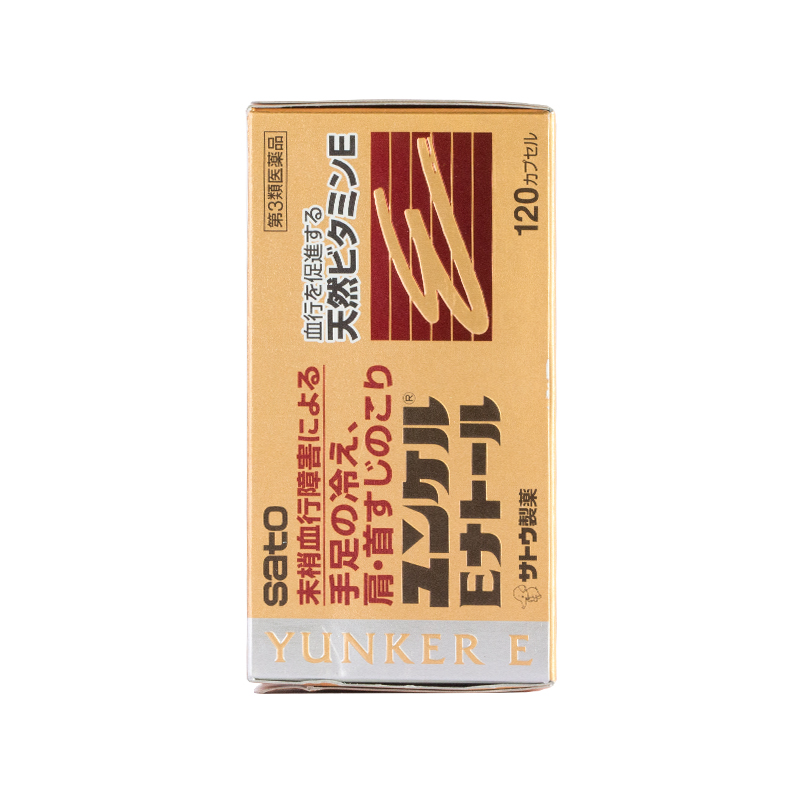 sato
第3類医薬品
末梢血行障害による
手足の冷え、
肩・首すじのこり
血行を促進する
天然ビタミンE
ユンケル®
Eナトール
サトウ製薬
120カプセル
YUNKER E